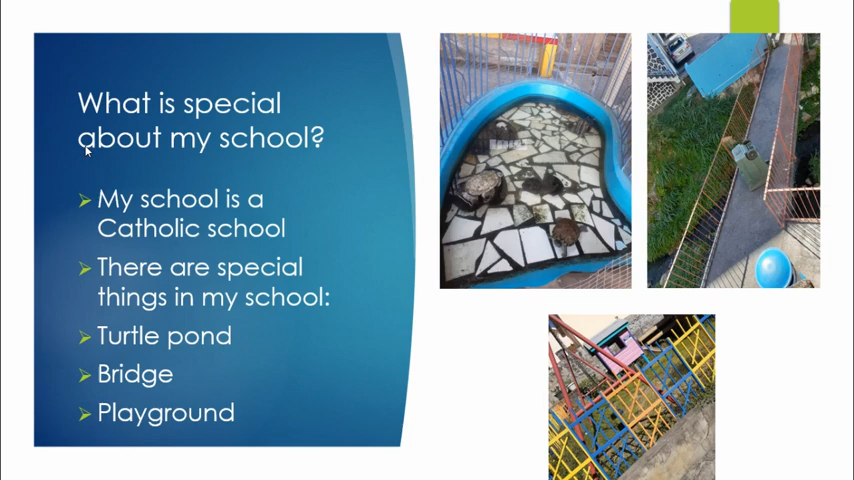 What is special
about my school?
My school is a
Catholic school
There are special
things in my school:
Turtle pond
Bridge
Playground